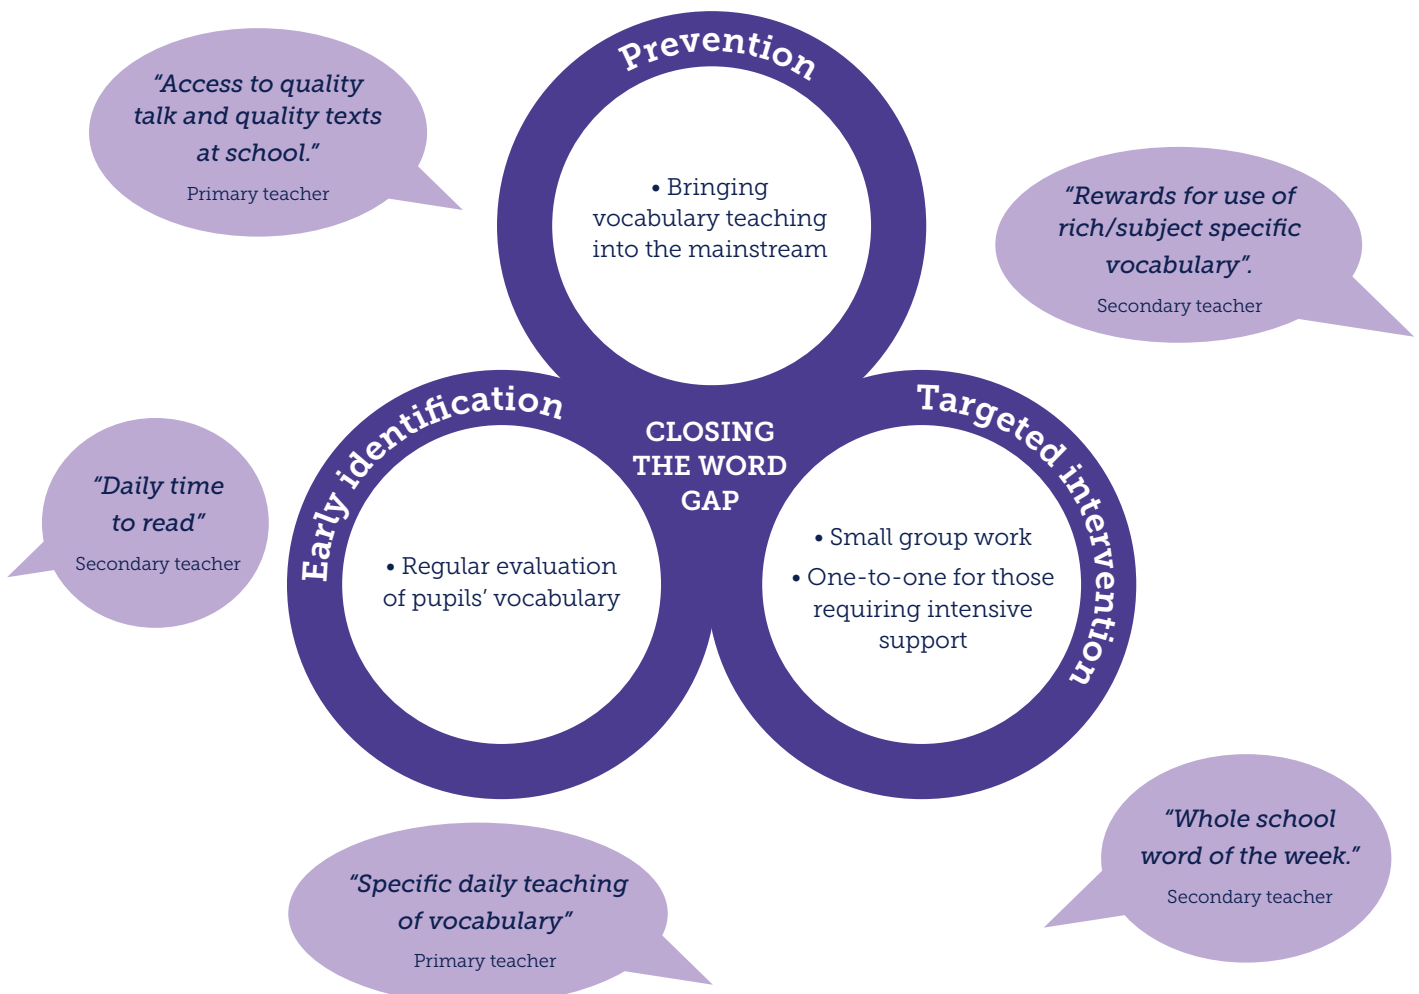 Prevention
“Access to quality
talk and quality texts
at school.”
Primary teacher
• Bringing
vocabulary teaching
into the mainstream
“Rewards for use of
rich/subject specific
vocabulary”.
Secondary teacher
Early identification
CLOSING
THE WORD
GAP
Targeted intervention
“Daily time
to read”
Secondary teacher
• Regular evaluation
of pupils’ vocabulary
• Small group work
• One-to-one for those
requiring intensive
support
“Whole school
word of the week.”
Secondary teacher
“Specific daily teaching
of vocabulary”
Primary teacher